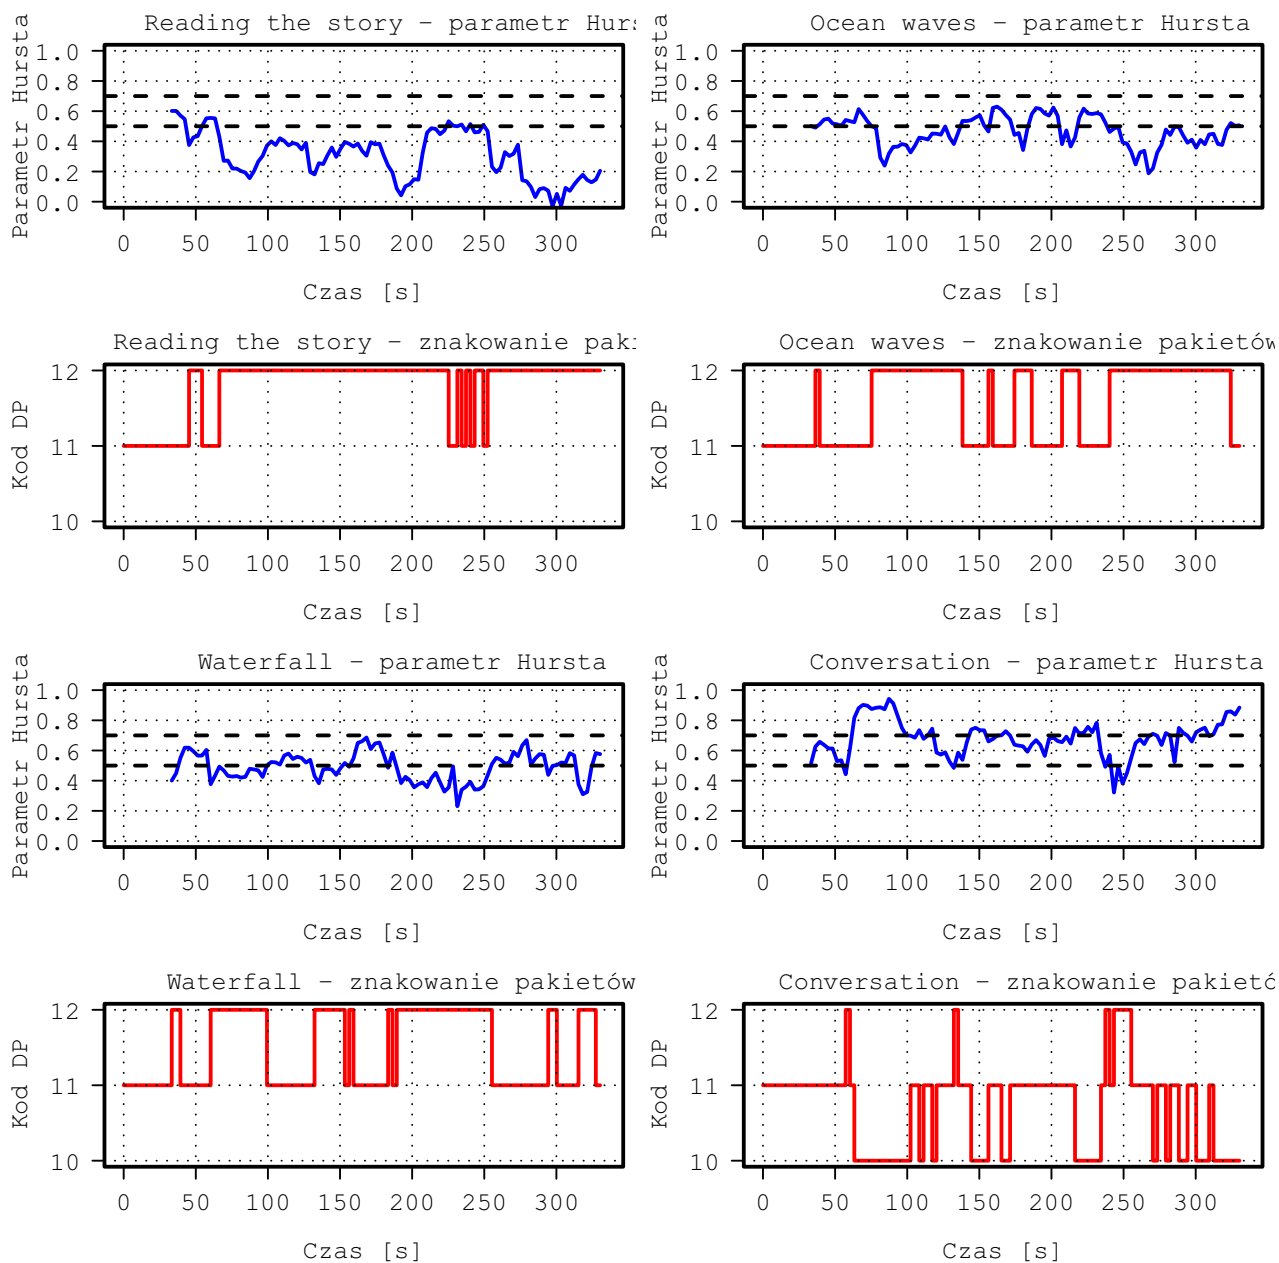 Reading the story – parametr Hurs
Parametr Hursta
1.0
0.8
0.6
0.4
0.2
0.0
0 50 100 150 200 250 300
Czas [s]
Ocean waves – parametr Hursta
Parametr Hursta
1.0
0.8
0.6
0.4
0.2
0.0
0 50 100 150 200 250 300
Czas [s]
Reading the story – znakowanie paki
Kod DP
12
11
10
0 50 100 150 200 250 300
Czas [s]
Ocean waves – znakowanie pakietów
Kod DP
12
11
10
0 50 100 150 200 250 300
Czas [s]
Waterfall – parametr Hursta
Parametr Hursta
1.0
0.8
0.6
0.4
0.2
0.0
0 50 100 150 200 250 300
Czas [s]
Conversation – parametr Hursta
Parametr Hursta
1.0
0.8
0.6
0.4
0.2
0.0
0 50 100 150 200 250 300
Czas [s]
Waterfall – znakowanie pakietów
Kod DP
12
11
10
0 50 100 150 200 250 300
Czas [s]
Conversation – znakowanie pakietó
Kod DP
12
11
10
0 50 100 150 200 250 300
Czas [s]